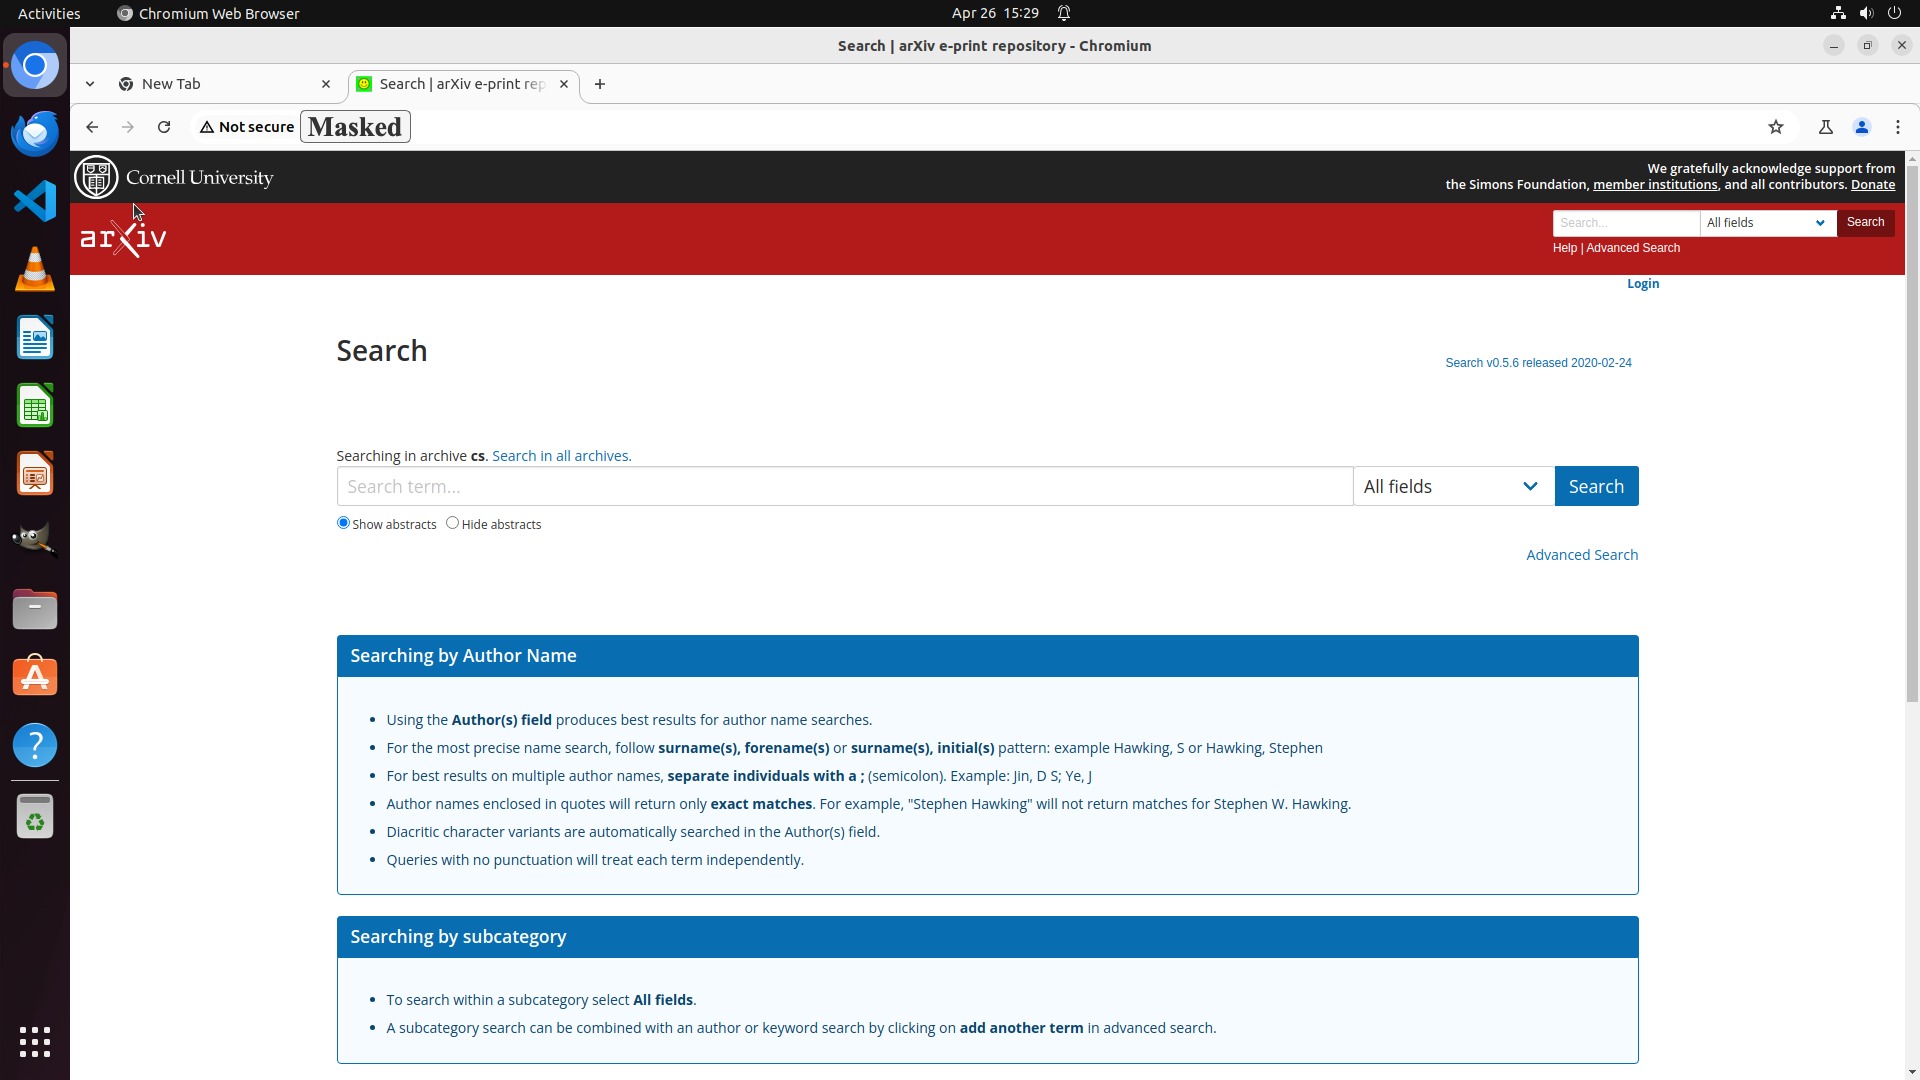 Activities
Chromium Web Browser
Apr 26 15:29
Search | arXiv e-print repository - Chromium
New Tab
Search | arXiv e-print rep
Not secure
Masked
Cornell University
We gratefully acknowledge support from
the Simons Foundation, member institutions, and all contributors. Donate
arXiv
Search...
All fields
Search
Help | Advanced Search
Login
Search
Search v0.5.6 released 2020-02-24
Searching in archive cs. Search in all archives.
Search term...
All fields
Search
Show abstracts
Hide abstracts
Advanced Search
Searching by Author Name
Using the Author(s) field produces best results for author name searches.
For the most precise name search, follow surname(s), forename(s) or surname(s), initial(s) pattern: example Hawking, S or Hawking, Stephen
For best results on multiple author names, separate individuals with a ; (semicolon). Example: Jin, D S; Ye, J
Author names enclosed in quotes will return only exact matches. For example, "Stephen Hawking" will not return matches for Stephen W. Hawking.
Diacritic character variants are automatically searched in the Author(s) field.
Queries with no punctuation will treat each term independently.
Searching by subcategory
To search within a subcategory select All fields.
A subcategory search can be combined with an author or keyword search by clicking on add another term in advanced search.